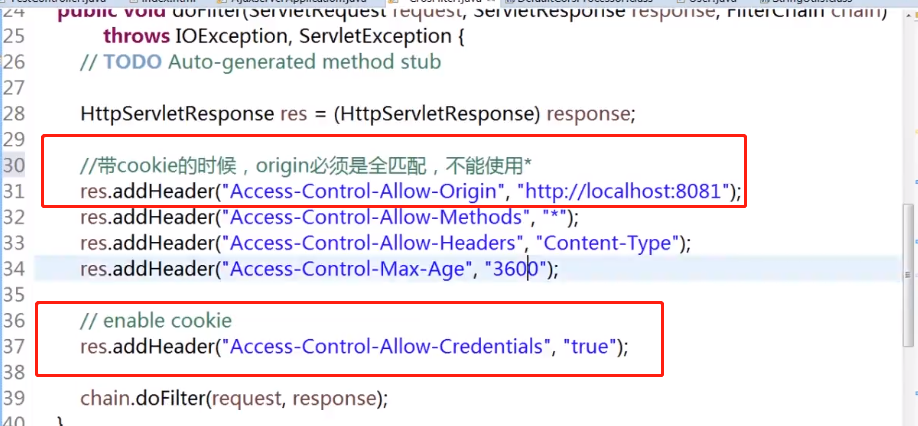 24 public void doFilter(ServletRequest request, ServletResponse response, FilterChain chain)
25 throws IOException, ServletException {
26 // TODO Auto-generated method stub
27
28 HttpServletResponse res = (HttpServletResponse) response;
29
30 //带cookie的时候，origin必须是全匹配，不能使用*
31 res.addHeader("Access-Control-Allow-Origin", "http://localhost:8081");
32 res.addHeader("Access-Control-Allow-Methods", "*");
33 res.addHeader("Access-Control-Allow-Headers", "Content-Type");
34 res.addHeader("Access-Control-Max-Age", "3600");
35
36 // enable cookie
37 res.addHeader("Access-Control-Allow-Credentials", "true");
38
39 chain.doFilter(request, response);
40 }